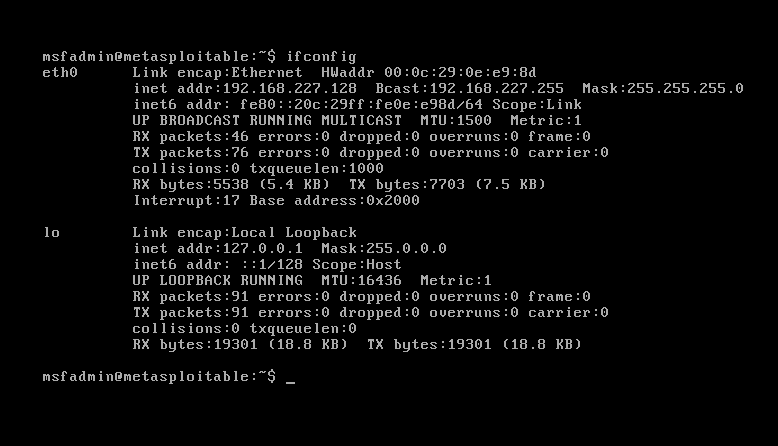 msfadmin@metasploitable:~$ ifconfig
eth0      Link encap:Ethernet  HWaddr 00:0c:29:0e:e9:8d
          inet addr:192.168.227.128  Bcast:192.168.227.255  Mask:255.255.255.0
          inet6 addr: fe80::20c:29ff:fe0e:e98d/64 Scope:Link
          UP BROADCAST RUNNING MULTICAST  MTU:1500  Metric:1
          RX packets:46 errors:0 dropped:0 overruns:0 frame:0
          TX packets:76 errors:0 dropped:0 overruns:0 carrier:0
          collisions:0 txqueuelen:1000
          RX bytes:5538 (5.4 KB)  TX bytes:7703 (7.5 KB)
          Interrupt:17 Base address:0x2000

lo        Link encap:Local Loopback
          inet addr:127.0.0.1  Mask:255.0.0.0
          inet6 addr: ::1/128 Scope:Host
          UP LOOPBACK RUNNING  MTU:16436  Metric:1
          RX packets:91 errors:0 dropped:0 overruns:0 frame:0
          TX packets:91 errors:0 dropped:0 overruns:0 carrier:0
          collisions:0 txqueuelen:0
          RX bytes:19301 (18.8 KB)  TX bytes:19301 (18.8 KB)

msfadmin@metasploitable:~$ _